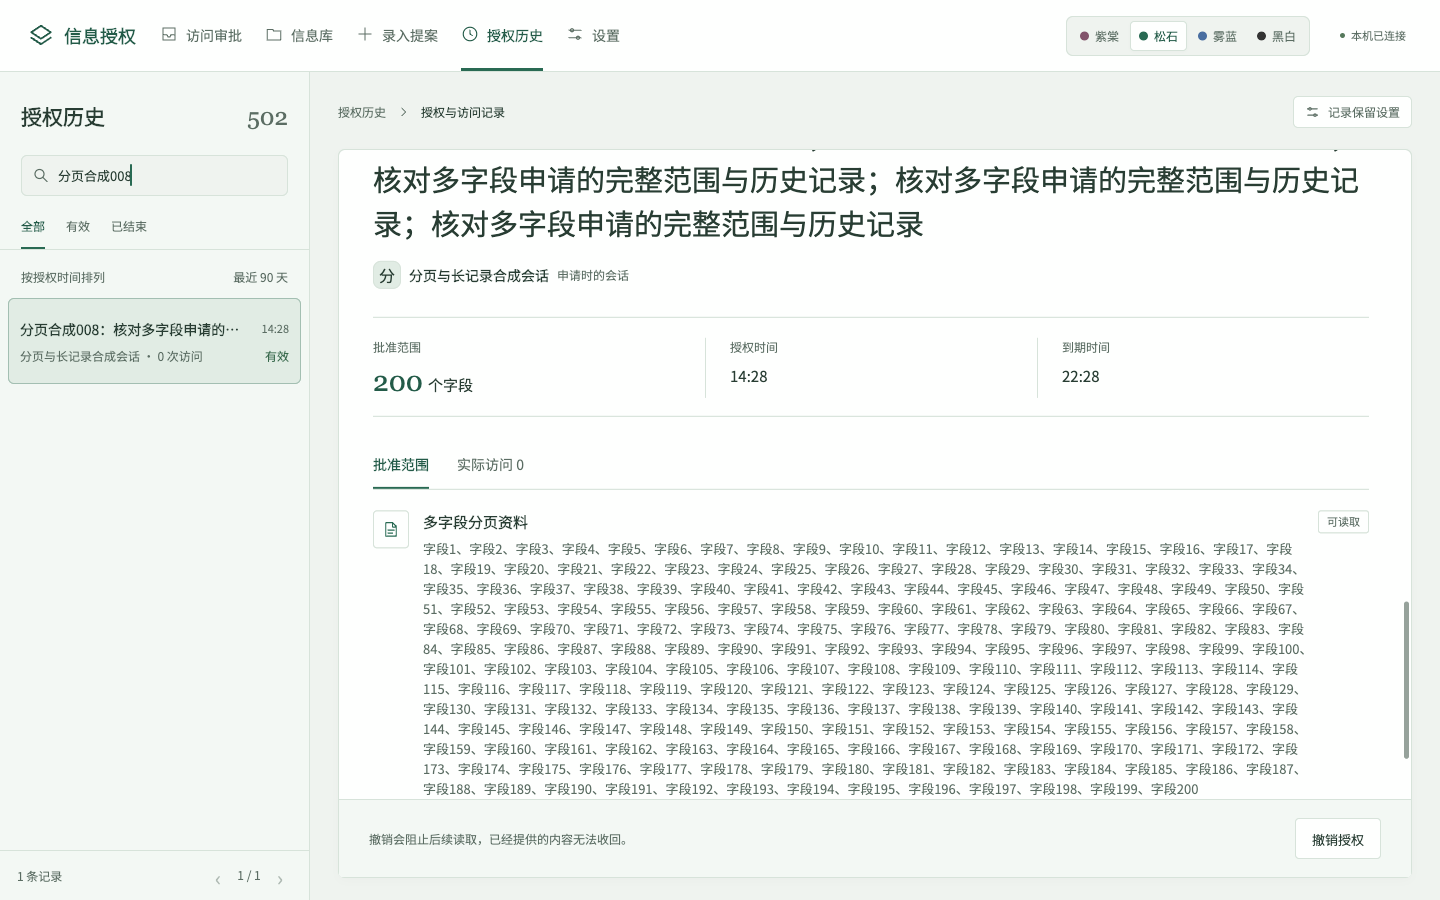 信息授权
访问审批
信息库
录入提案
授权历史
设置
紫棠
松石
雾蓝
黑白
本机已连接
授权历史
502
分页合成008
全部
有效
已结束
按授权时间排列
最近 90 天
分页合成008：核对多字段申请的…
14:28
分页与长记录合成会话 · 0 次访问
有效
1 条记录
1 / 1
授权历史
授权与访问记录
记录保留设置
核对多字段申请的完整范围与历史记录；核对多字段申请的完整范围与历史记
录；核对多字段申请的完整范围与历史记录
分
分页与长记录合成会话
申请时的会话
批准范围
200 个字段
授权时间
14:28
到期时间
22:28
批准范围
实际访问 0
多字段分页资料
可读取
字段1、字段2、字段3、字段4、字段5、字段6、字段7、字段8、字段9、字段10、字段11、字段12、字段13、字段14、字段15、字段16、字段17、字段
18、字段19、字段20、字段21、字段22、字段23、字段24、字段25、字段26、字段27、字段28、字段29、字段30、字段31、字段32、字段33、字段34、
字段35、字段36、字段37、字段38、字段39、字段40、字段41、字段42、字段43、字段44、字段45、字段46、字段47、字段48、字段49、字段50、字段
51、字段52、字段53、字段54、字段55、字段56、字段57、字段58、字段59、字段60、字段61、字段62、字段63、字段64、字段65、字段66、字段67、
字段68、字段69、字段70、字段71、字段72、字段73、字段74、字段75、字段76、字段77、字段78、字段79、字段80、字段81、字段82、字段83、字段
84、字段85、字段86、字段87、字段88、字段89、字段90、字段91、字段92、字段93、字段94、字段95、字段96、字段97、字段98、字段99、字段100、
字段101、字段102、字段103、字段104、字段105、字段106、字段107、字段108、字段109、字段110、字段111、字段112、字段113、字段114、字段
115、字段116、字段117、字段118、字段119、字段120、字段121、字段122、字段123、字段124、字段125、字段126、字段127、字段128、字段129、
字段130、字段131、字段132、字段133、字段134、字段135、字段136、字段137、字段138、字段139、字段140、字段141、字段142、字段143、字段
144、字段145、字段146、字段147、字段148、字段149、字段150、字段151、字段152、字段153、字段154、字段155、字段156、字段157、字段158、
字段159、字段160、字段161、字段162、字段163、字段164、字段165、字段166、字段167、字段168、字段169、字段170、字段171、字段172、字段
173、字段174、字段175、字段176、字段177、字段178、字段179、字段180、字段181、字段182、字段183、字段184、字段185、字段186、字段187、
字段188、字段189、字段190、字段191、字段192、字段193、字段194、字段195、字段196、字段197、字段198、字段199、字段200
撤销会阻止后续读取，已经提供的内容无法收回。
撤销授权